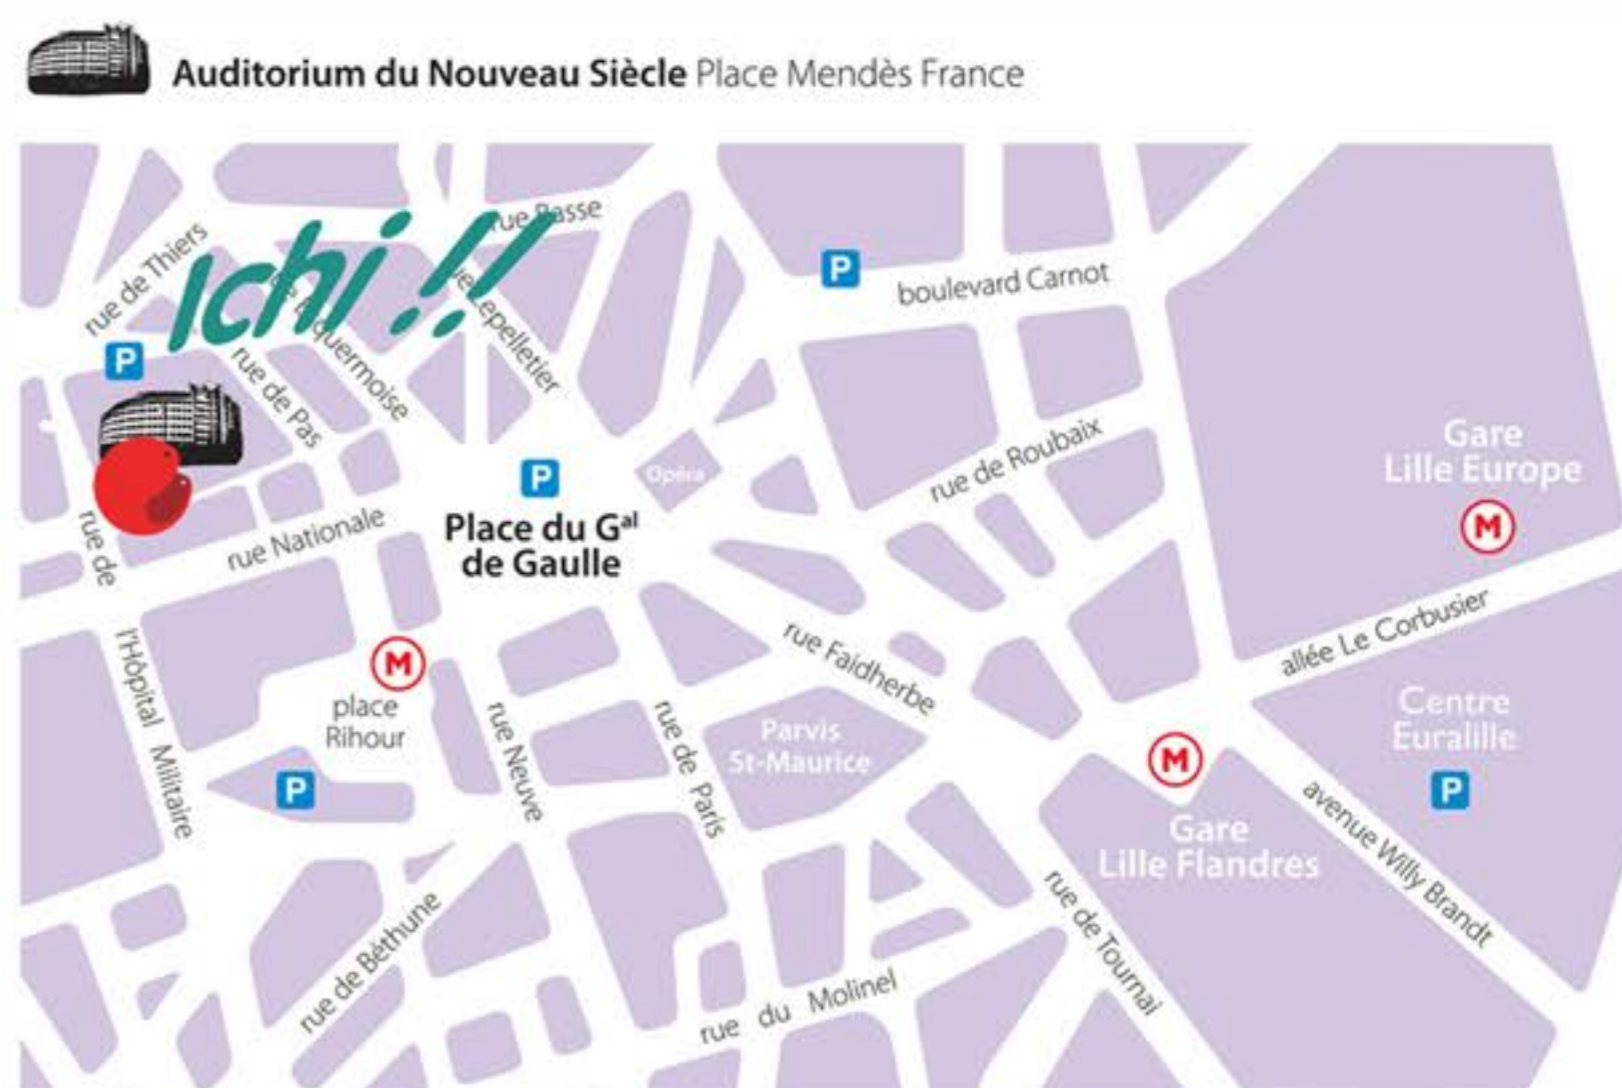 Auditorium du Nouveau Siècle Place Mendès France
rue Basse
rue de Thiers
Ichi !!
boulevard Carnot
P
rue Lepelletier
rue Esquermoise
P
rue de Pas
rue de Roubaix
Gare
Lille Europe
M
Opéra
P
Place du Gal
de Gaulle
rue Nationale
rue de
l'Hôpital Militaire
allée Le Corbusier
rue Faidherbe
M
place
Rihour
rue Neuve
rue de Paris
Parvis
St-Maurice
Centre
Euralille
P
M
P
Gare
Lille Flandres
avenue Willy Brandt
rue de Béthune
rue de Tournai
rue du Molinel